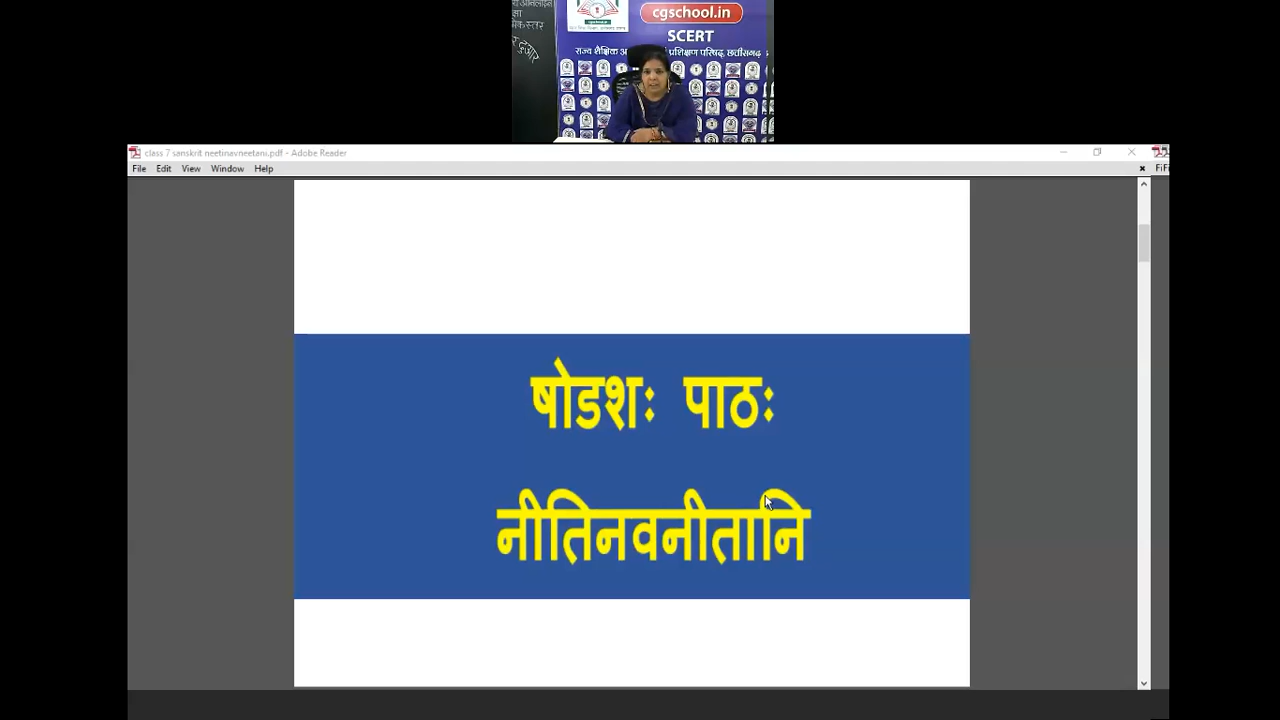 cgschool.in
SCERT
class 7 sanskrit neetinavneetani.pdf - Adobe Reader
File Edit View Window Help
षोडशः पाठः
नीतिनवनीतानि